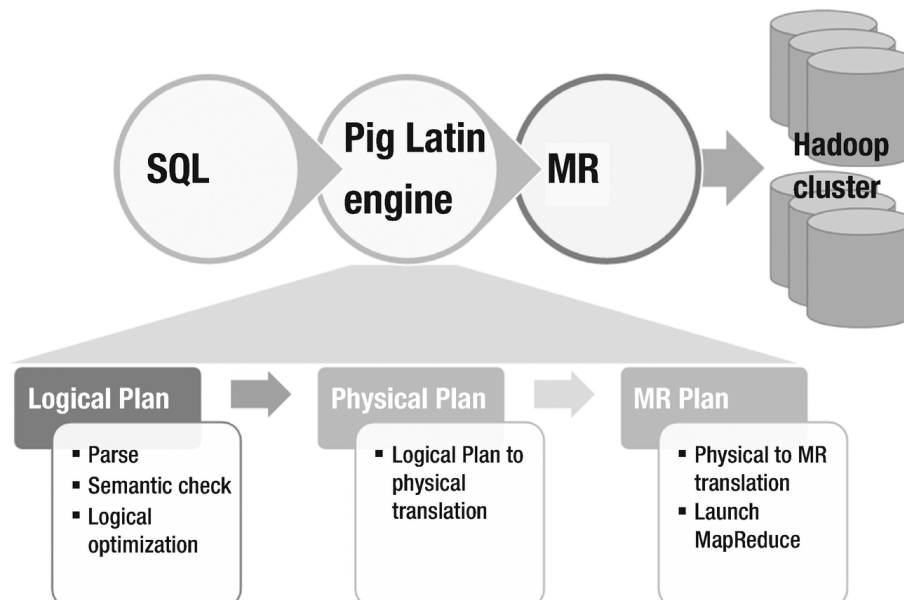 SQL
Pig Latin
engine
MR
Hadoop
cluster
Logical Plan
▪ Parse
▪ Semantic check
▪ Logical
optimization
Physical Plan
▪ Logical Plan to
physical
translation
MR Plan
▪ Physical to MR
translation
▪ Launch
MapReduce